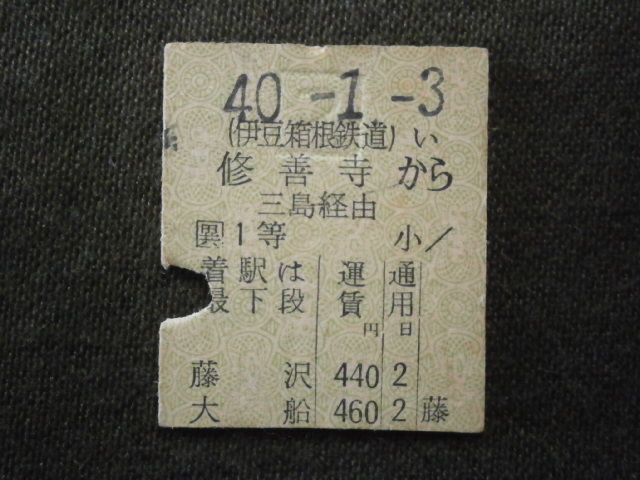 40 -1 -3
(伊豆箱根鉄道) い
修善寺から
三島経由
囲 1等 小/
着駅は 運 通
最下段 賃 用
円 日
藤沢 440 2
大船 460 2 藤